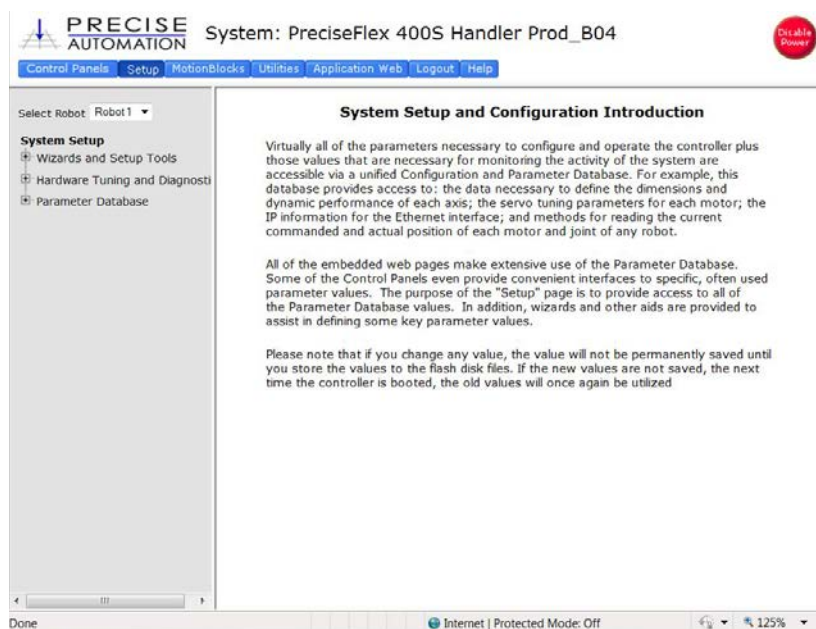 PRECISE
AUTOMATION
System: PreciseFlex 400S Handler Prod_B04
Disable
Power
Control Panels Setup MotionBlocks Utilities Application Web Logout Help
Select Robot Robot1
System Setup
Wizards and Setup Tools
Hardware Tuning and Diagnosti
Parameter Database
System Setup and Configuration Introduction
Virtually all of the parameters necessary to configure and operate the controller plus
those values that are necessary for monitoring the activity of the system are
accessible via a unified Configuration and Parameter Database. For example, this
database provides access to: the data necessary to define the dimensions and
dynamic performance of each axis; the servo tuning parameters for each motor; the
IP information for the Ethernet interface; and methods for reading the current
commanded and actual position of each motor and joint of any robot.
All of the embedded web pages make extensive use of the Parameter Database.
Some of the Control Panels even provide convenient interfaces to specific, often used
parameter values. The purpose of the "Setup" page is to provide access to all of
the Parameter Database values. In addition, wizards and other aids are provided to
assist in defining some key parameter values.
Please note that if you change any value, the value will not be permanently saved until
you store the values to the flash disk files. If the new values are not saved, the next
time the controller is booted, the old values will once again be utilized
Done
Internet | Protected Mode: Off
125%